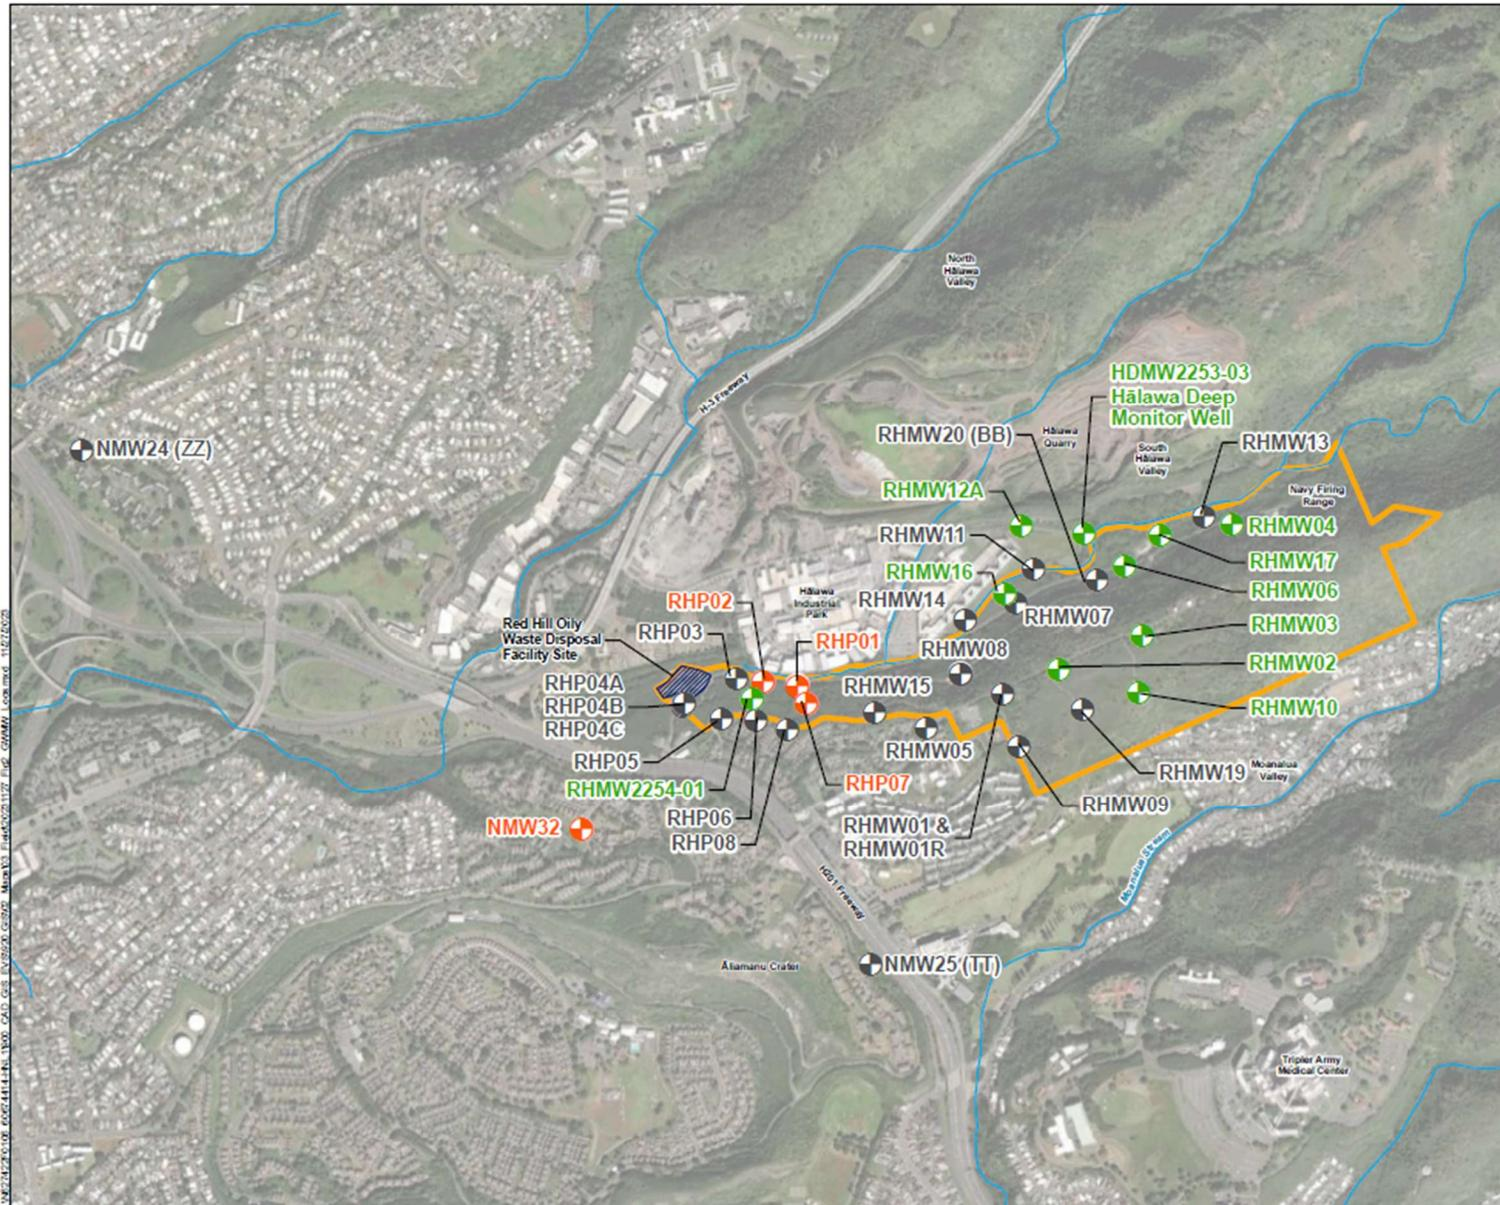 North
Hālawa
Valley
H-3 Freeway
HDMW2253-03
Hālawa Deep
Monitor Well
RHMW20 (BB)
Hālawa
Quarry
RHMW13
South
Hālawa
Valley
NMW24 (ZZ)
Navy Firing
Range
RHMW12A
RHMW04
RHMW11
RHMW17
RHMW16
RHMW06
Hālawa
Industrial
Park
RHMW14
RHP02
RHMW07
RHMW03
Red Hill Oily
Waste Disposal
Facility Site
RHP03
RHP01
RHMW08
RHMW02
RHP04A
RHP04B
RHP04C
RHMW15
RHMW10
RHMW05
RHP05
RHMW19
Moanalua
Valley
RHMW2254-01
RHP07
RHMW09
RHP06
NMW32
RHMW01 &
RHMW01R
RHP08
Moanalua Stream
H201 Freeway
NMW25 (TT)
Āliamanu Crater
Tripler Army
Medical Center